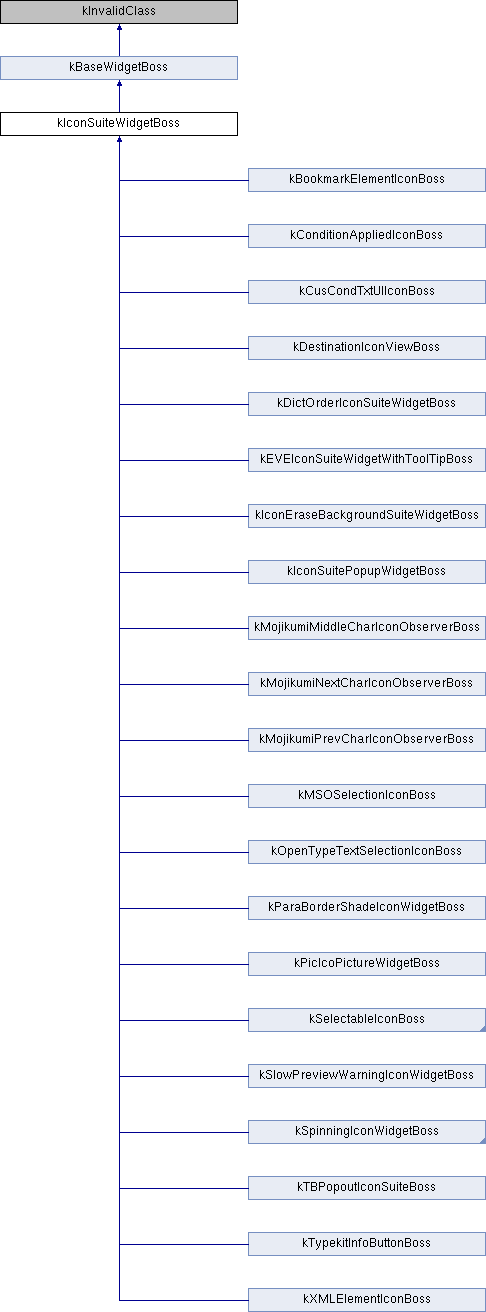 kInvalidClass
kBaseWidgetBoss
kIconSuiteWidgetBoss
kBookmarkElementIconBoss
kConditionAppliedIconBoss
kCusCondTxtUIIconBoss
kDestinationIconViewBoss
kDictOrderIconSuiteWidgetBoss
kEVEIconSuiteWidgetWithToolTipBoss
kIconEraseBackgroundSuiteWidgetBoss
kIconSuitePopupWidgetBoss
kMojikumiMiddleCharIconObserverBoss
kMojikumiNextCharIconObserverBoss
kMojikumiPrevCharIconObserverBoss
kMSOSelectionIconBoss
kOpenTypeTextSelectionIconBoss
kParaBorderShadeIconWidgetBoss
kPicIcoPictureWidgetBoss
kSelectableIconBoss
kSlowPreviewWarningIconWidgetBoss
kSpinningIconWidgetBoss
kTBPopoutIconSuiteBoss
kTypekitInfoButtonBoss
kXMLElementIconBoss